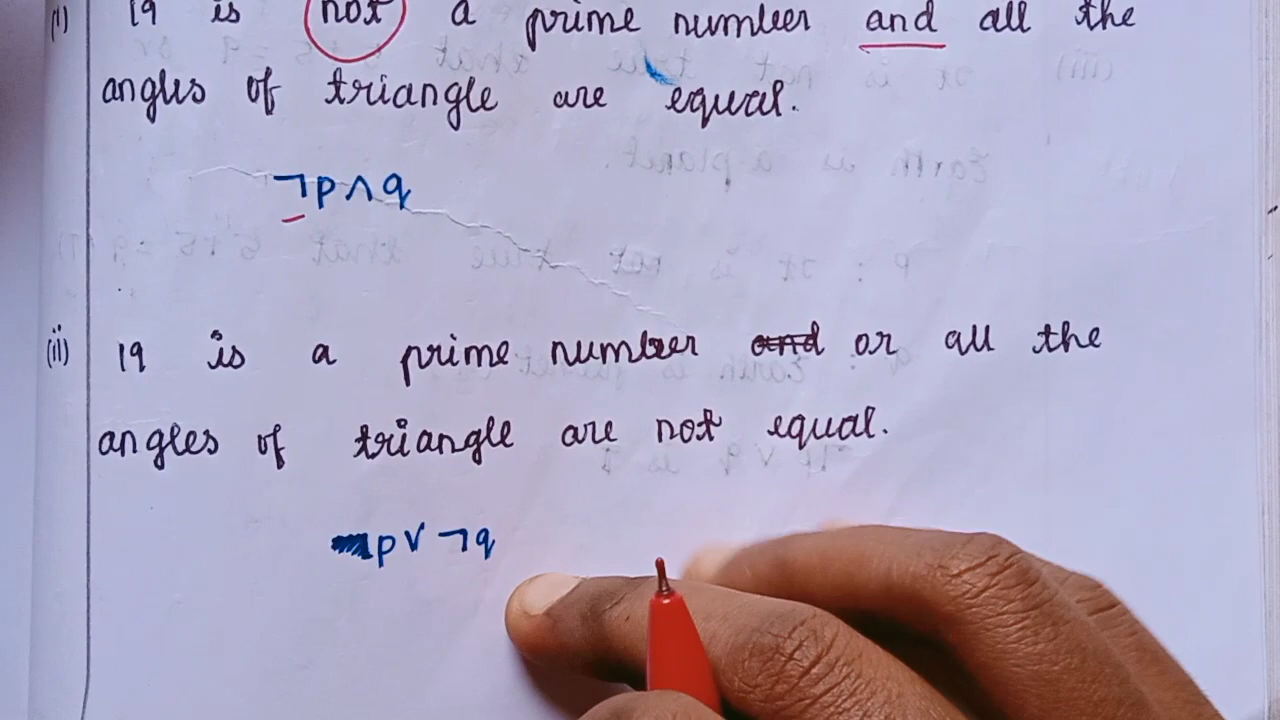 (i) 19 is not a prime number and all the
angles of triangle are equal.
¬p∧q
(ii) 19 is a prime number and or all the
angles of triangle are not equal.
p∨ ¬q